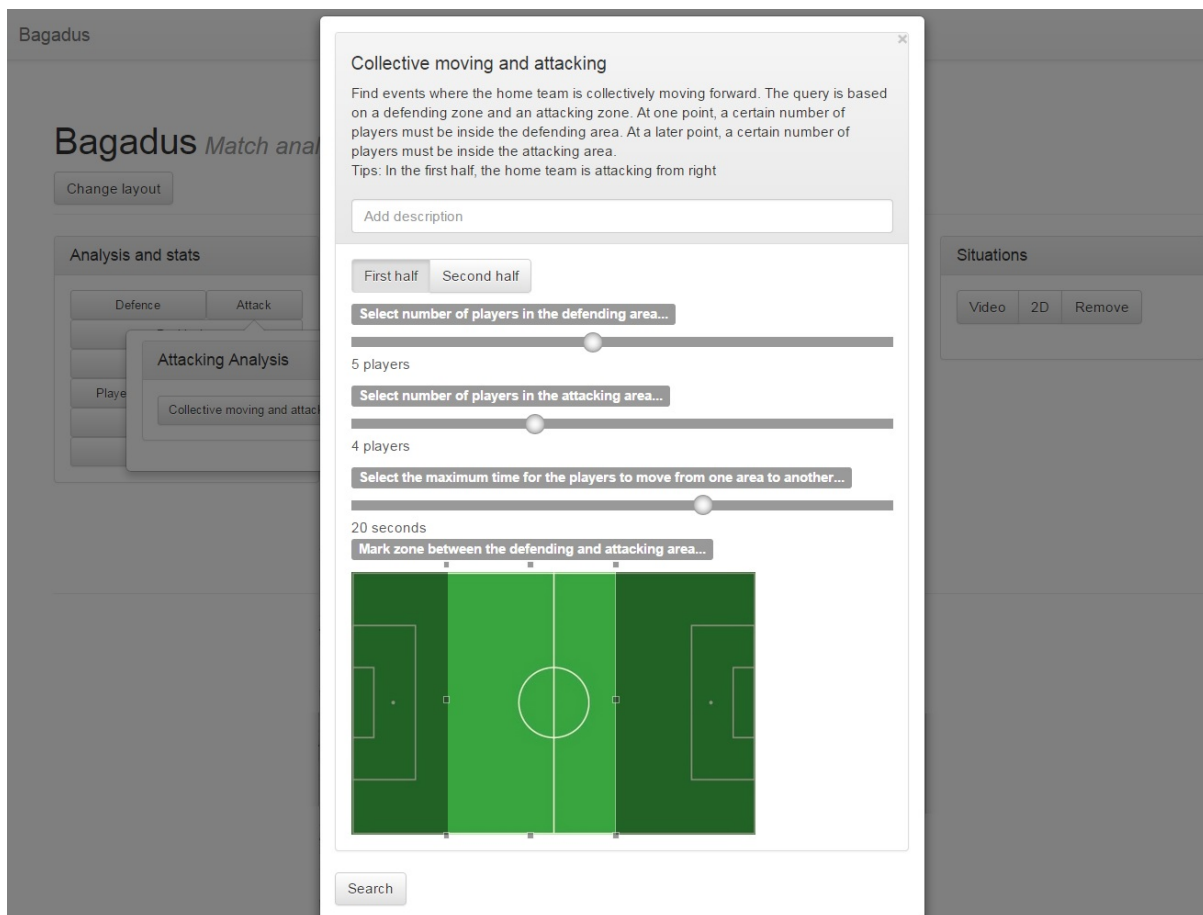 Bagadus
Bagadus Match anal
Change layout
Analysis and stats
Defence
Attack
Playe
Attacking Analysis
Collective moving and attack
×
Collective moving and attacking
Find events where the home team is collectively moving forward. The query is based
on a defending zone and an attacking zone. At one point, a certain number of
players must be inside the defending area. At a later point, a certain number of
players must be inside the attacking area.
Tips: In the first half, the home team is attacking from right
Add description
First half
Second half
Select number of players in the defending area...
5 players
Select number of players in the attacking area...
4 players
Select the maximum time for the players to move from one area to another...
20 seconds
Mark zone between the defending and attacking area...
Search
Situations
Video
2D
Remove